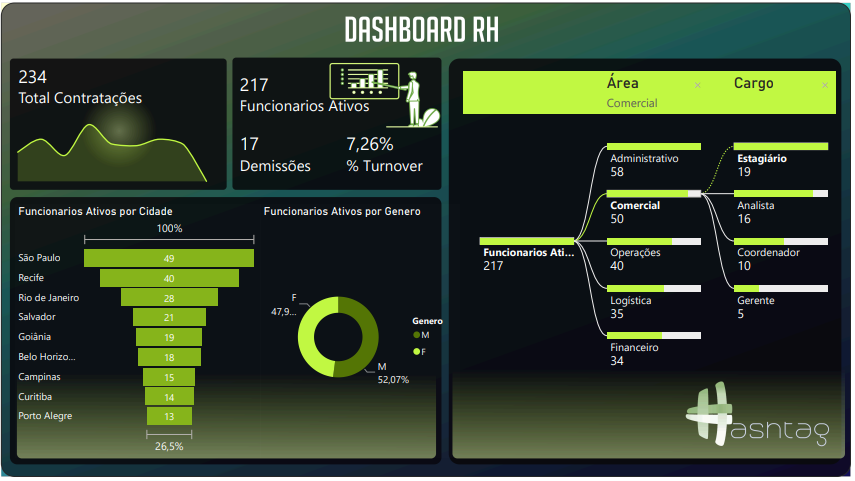 DASHBOARD RH
234
Total Contratações
217
Funcionarios Ativos
17
Demissões
7,26%
% Turnover
Funcionarios Ativos por Cidade
100%
São Paulo 49
Recife 40
Rio de Janeiro 28
Salvador 21
Goiânia 19
Belo Horizo... 18
Campinas 15
Curitiba 14
Porto Alegre 13
26,5%
Funcionarios Ativos por Genero
F
47,9...
M
52,07%
Genero
M
F
Área
Comercial
Cargo
Funcionarios Ati...
217
Administrativo
58
Comercial
50
Operações
40
Logística
35
Financeiro
34
Estagiário
19
Analista
16
Coordenador
10
Gerente
5
Hashtag